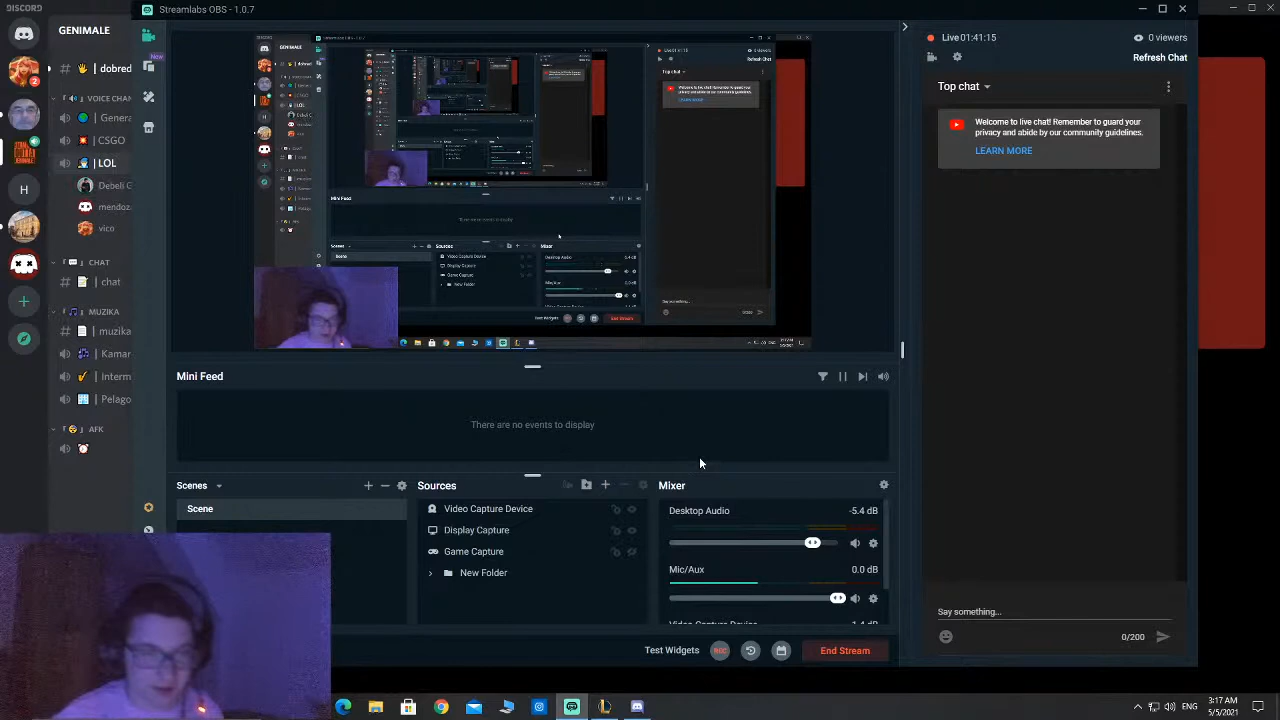 DISCORD
GENIMALE
dobred
VOICE CHAN
Genera
CSGO
LOL
Debeli G
mendoz
vico
CHAT
chat
MUZIKA
muzika
Kamar
Interm
Pelago
AFK
H
2
New
Streamlabs OBS - 1.0.7
Mini Feed
There are no events to display
Scenes
Scene
Sources
Video Capture Device
Display Capture
Game Capture
New Folder
Mixer
Desktop Audio -5.4 dB
Mic/Aux 0.0 dB
Test Widgets REC End Stream
Live 01:41:15 0 viewers
Refresh Chat
Top chat
Welcome to live chat! Remember to guard your
privacy and abide by our community guidelines.
LEARN MORE
Say something...
0/200
ENG
3:17 AM
5/5/2021